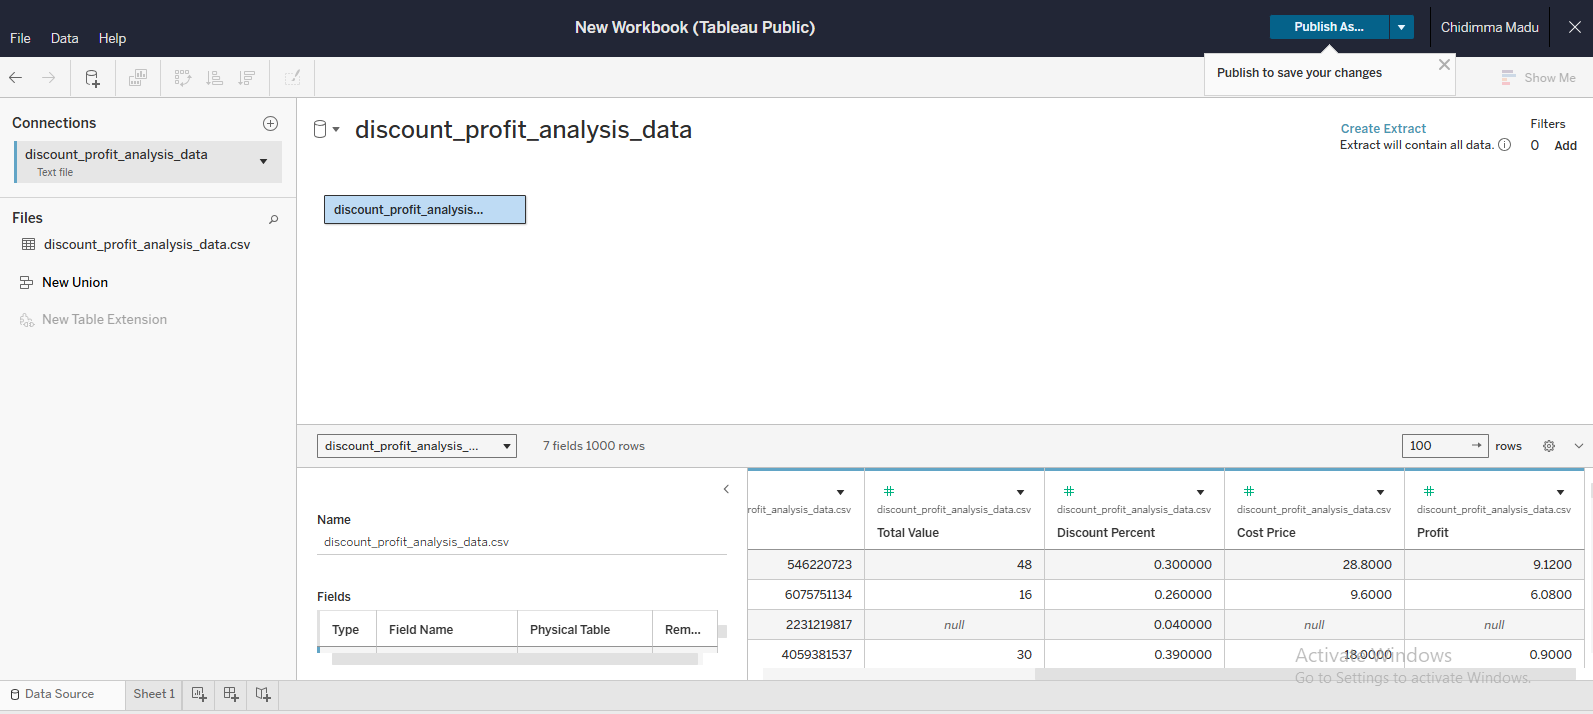 New Workbook (Tableau Public)
Publish As...
Chidimma Madu
File Data Help
Publish to save your changes
Show Me
Connections
discount_profit_analysis_data
Text file
Files
discount_profit_analysis_data.csv
New Union
New Table Extension
discount_profit_analysis_data
Create Extract
Extract will contain all data.
Filters
0 Add
discount_profit_analysis...
discount_profit_analysis_...
7 fields 1000 rows
100 rows
Name
discount_profit_analysis_data.csv
Fields
Type Field Name Physical Table Rem...
rofit_analysis_data.csv discount_profit_analysis_data.csv discount_profit_analysis_data.csv discount_profit_analysis_data.csv discount_profit_analysis_data.csv
Total Value Discount Percent Cost Price Profit
546220723 48 0.300000 28.8000 9.1200
6075751134 16 0.260000 9.6000 6.0800
2231219817 null 0.040000 null null
4059381537 30 0.390000 18.0000 0.9000
Activate Windows
Go to Settings to activate Windows.
Data Source Sheet 1